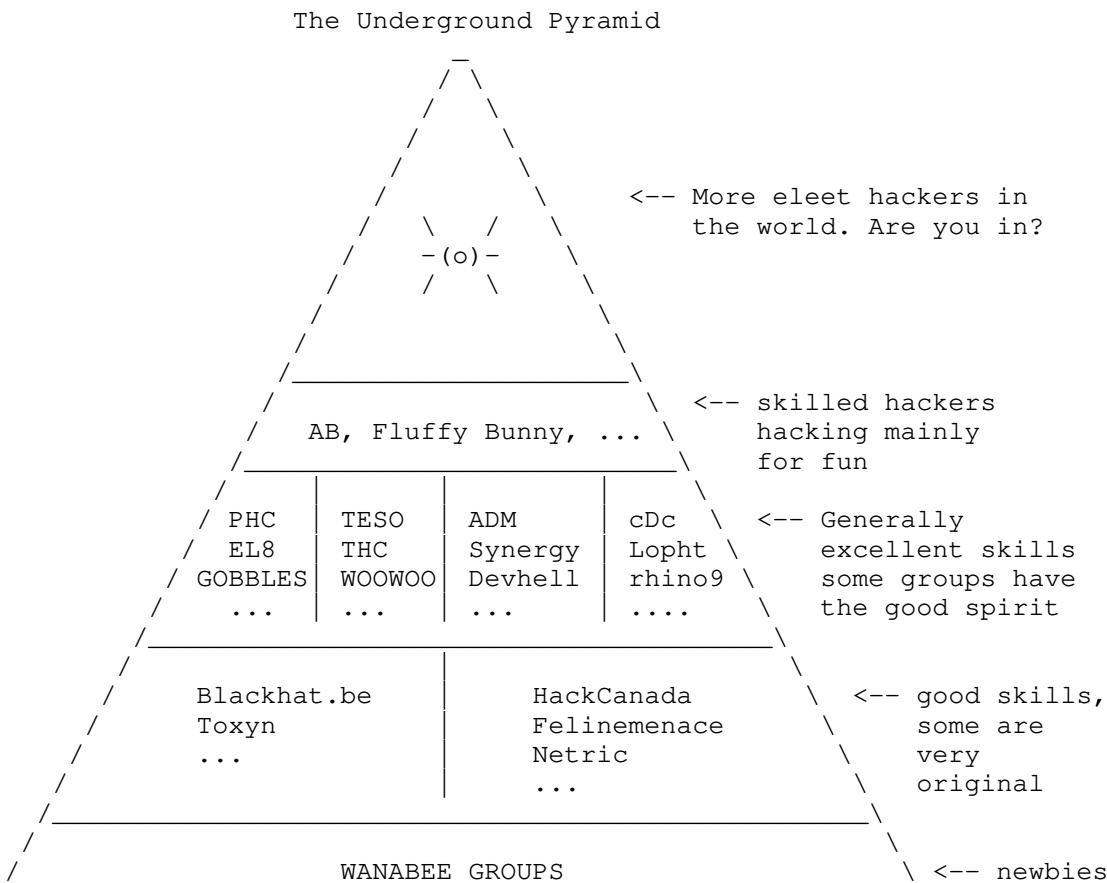 The Underground Pyramid
<-- More eleet hackers in
the world. Are you in?
-(o)-
<-- skilled hackers
AB, Fluffy Bunny, ... hacking mainly
for fun
PHC | TESO | ADM | cDc <-- Generally
EL8 | THC | Synergy | Lopht excellent skills
GOBBLES | WOOWOO | Devhell | rhino9 some groups have
... | ... | ... | .... the good spirit
Blackhat.be | HackCanada <-- good skills,
Toxyn | Felinemenace some are
... | Netric very
| ... original
WANABEE GROUPS <-- newbies